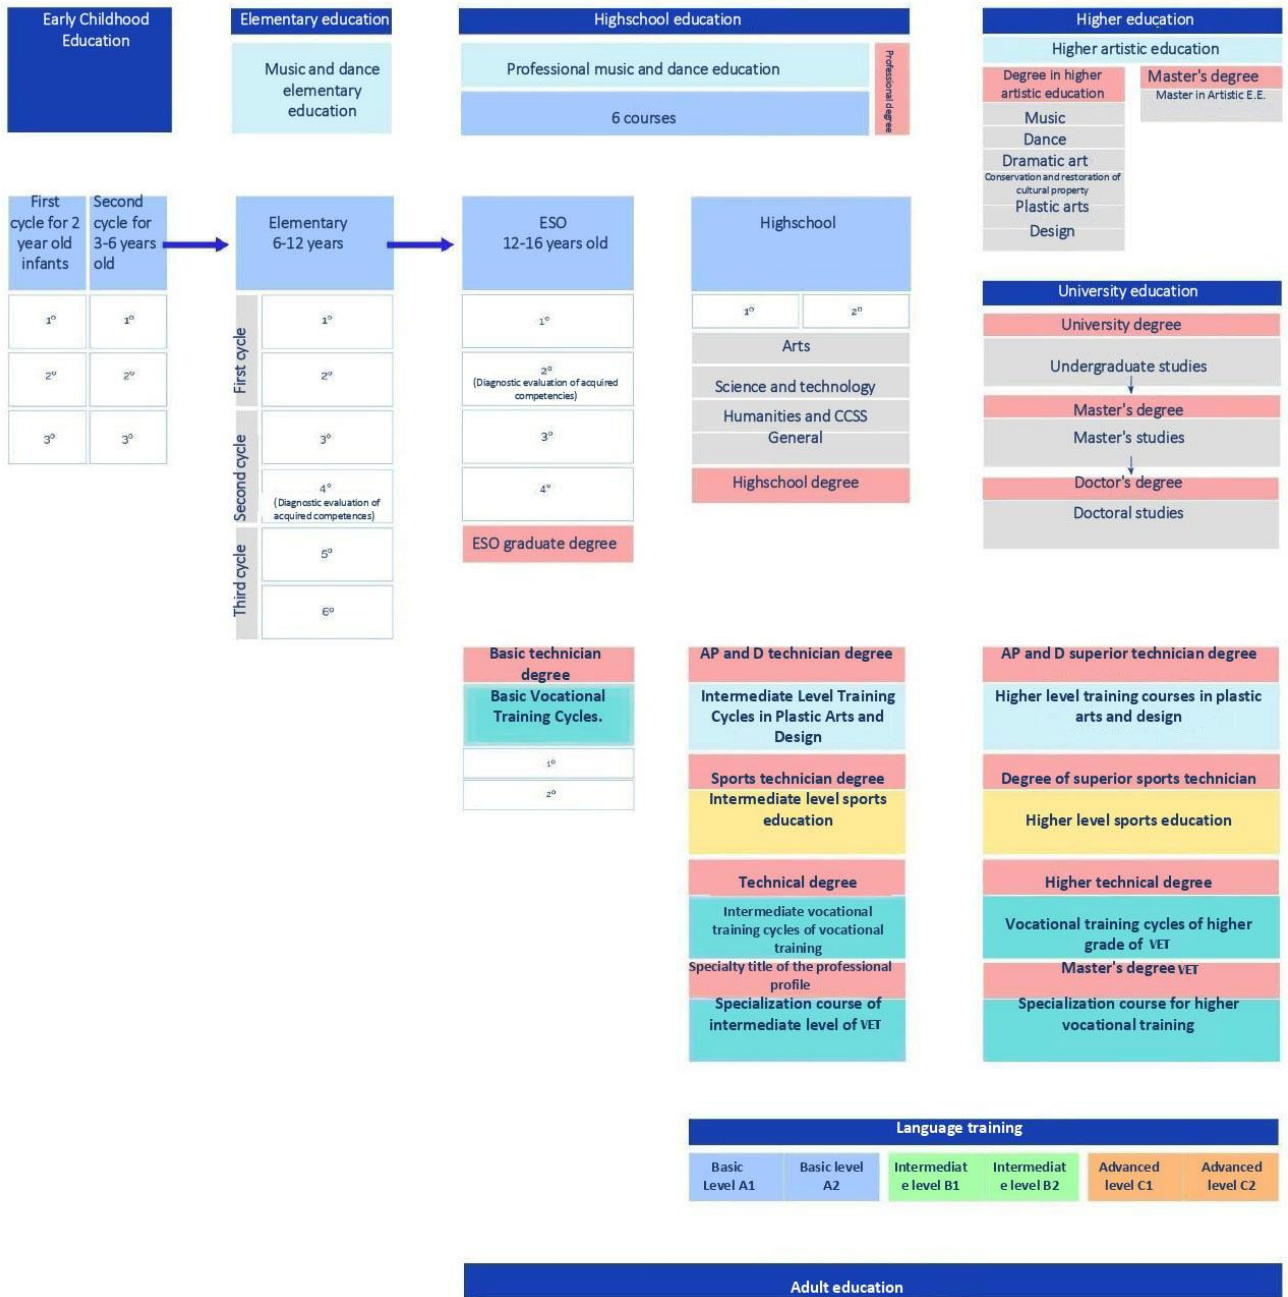 Early Childhood
Education
Elementary education
Highschool education
Higher education
Music and dance
elementary
education
Professional music and dance education
6 courses
Professional degree
Higher artistic education
Degree in higher
artistic education
Master's degree
Master in Artistic E.E.
Music
Dance
Dramatic art
Conservation and restoration of
cultural property
Plastic arts
Design
First
cycle for 2
year old
infants
Second
cycle for
3-6 years
old
Elementary
6-12 years
ESO
12-16 years old
Highschool
1º
2º
3º
1º
2º
3º
First cycle
Second cycle
Third cycle
1º
2º
3º
4º
(Diagnostic evaluation of
acquired competences)
5º
6º
1º
2º
(Diagnostic evaluation of acquired
competencies)
3º
4º
ESO graduate degree
1º
2º
Arts
Science and technology
Humanities and CCSS
General
Highschool degree
University education
University degree
Undergraduate studies
Master's degree
Master's studies
Doctor's degree
Doctoral studies
Basic technician
degree
Basic Vocational
Training Cycles.
1º
2º
AP and D technician degree
Intermediate Level Training
Cycles in Plastic Arts and
Design
Sports technician degree
Intermediate level sports
education
Technical degree
Intermediate vocational
training cycles of vocational
training
Specialty title of the professional
profile
Specialization course of
intermediate level of VET
AP and D superior technician degree
Higher level training courses in plastic
arts and design
Degree of superior sports technician
Higher level sports education
Higher technical degree
Vocational training cycles of higher
grade of VET
Master's degree VET
Specialization course for higher
vocational training
Language training
Basic
Level A1
Basic level
A2
Intermediat
e level B1
Intermediat
e level B2
Advanced
level C1
Advanced
level C2
Adult education